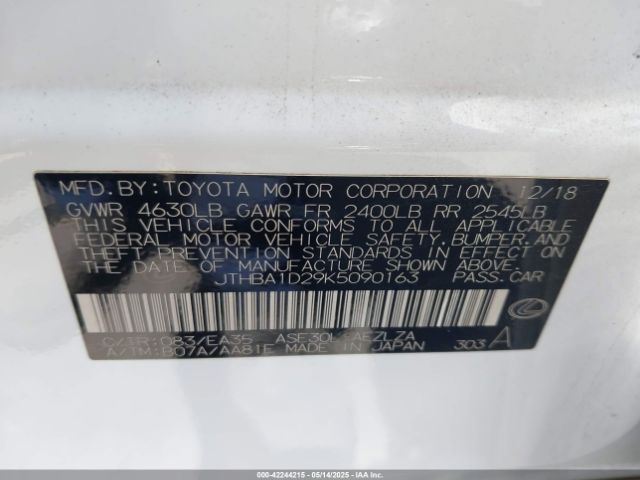 MFD.BY:TOYOTA MOTOR CORPORATION 12/18
GVWR 4630LB GAWR FR 2400LB RR 2545LB
THIS VEHICLE CONFORMS TO ALL APPLICABLE
FEDERAL MOTOR VEHICLE SAFETY,BUMPER,AND
THEFT PREVENTION STANDARDS IN EFFECT ON
THE DATE OF MANUFACTURE SHOWN ABOVE.
JTHBA1D29K5090163 PASS.CAR
C/TR:083/EA35 ASE30L-AEZLZA
A/TM:B07A/AA81E MADE IN JAPAN 303 A
000-42244215 - 05/14/2025 - IAAI.COM